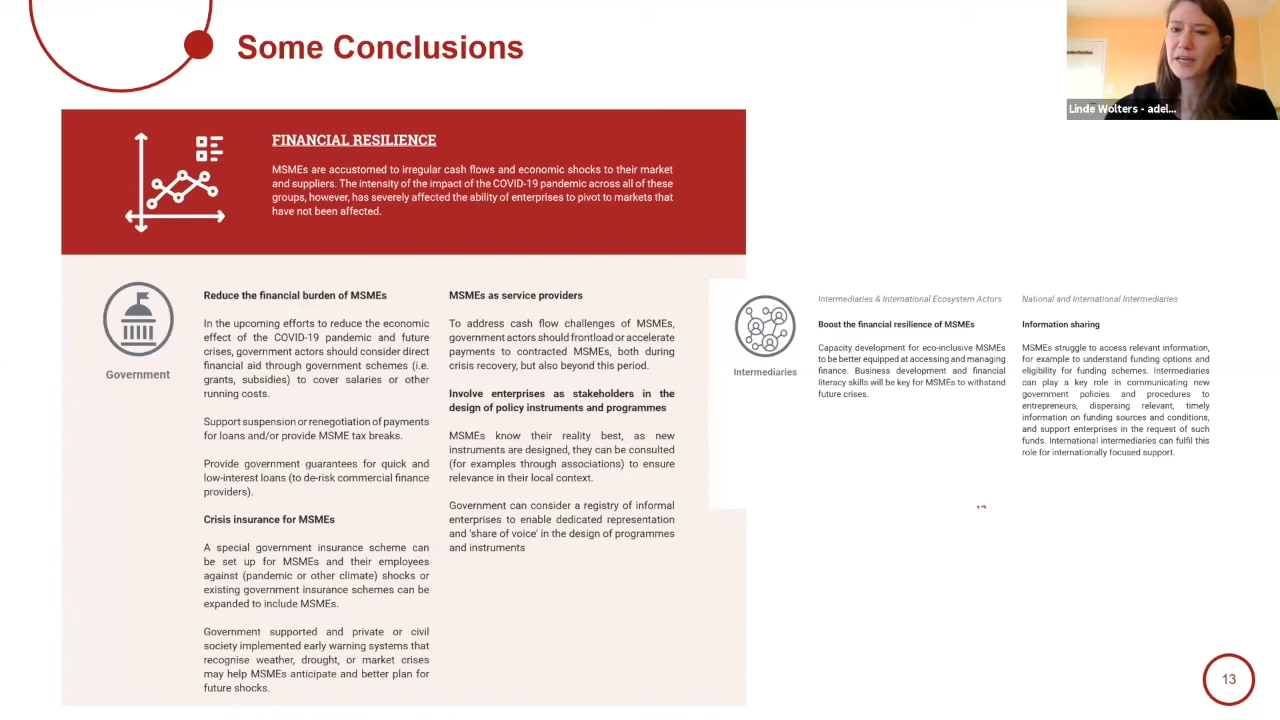 Some Conclusions
Linde Wolters - adel...
FINANCIAL RESILIENCE
MSMEs are accustomed to irregular cash flows and economic shocks to their market
and suppliers. The intensity of the impact of the COVID-19 pandemic across all of these
groups, however, has severely affected the ability of enterprises to pivot to markets that
have not been affected.
Government
Reduce the financial burden of MSMEs
In the upcoming efforts to reduce the economic
effect of the COVID-19 pandemic and future
crises, government actors should consider direct
financial aid through government schemes (i.e.
grants, subsidies) to cover salaries or other
running costs.
Support suspension or renegotiation of payments
for loans and/or provide MSME tax breaks.
Provide government guarantees for quick and
low-interest loans (to de-risk commercial finance
providers).
Crisis insurance for MSMEs
A special government insurance scheme can
be set up for MSMEs and their employees
against (pandemic or other climate) shocks or
existing government insurance schemes can be
expanded to include MSMEs.
Government supported and private or civil
society implemented early warning systems that
recognise weather, drought, or market crises
may help MSMEs anticipate and better plan for
future shocks.
MSMEs as service providers
To address cash flow challenges of MSMEs,
government actors should frontload or accelerate
payments to contracted MSMEs, both during
crisis recovery, but also beyond this period.
Involve enterprises as stakeholders in the
design of policy instruments and programmes
MSMEs know their reality best, as new
instruments are designed, they can be consulted
(for examples through associations) to ensure
relevance in their local context.
Government can consider a registry of informal
enterprises to enable dedicated representation
and ‘share of voice’ in the design of programmes
and instruments
Intermediaries
Intermediaries & International Ecosystem Actors
Boost the financial resilience of MSMEs
Capacity development for eco-inclusive MSMEs
to be better equipped at accessing and managing
finance. Business development and financial
literacy skills will be key for MSMEs to withstand
future crises.
National and International Intermediaries
Information sharing
MSMEs struggle to access relevant information,
for example to understand funding options and
eligibility for funding schemes. Intermediaries
can play a key role in communicating new
government policies and procedures to
entrepreneurs, dispersing relevant, timely
information on funding sources and conditions,
and support enterprises in the request of such
funds. International intermediaries can fulfil this
role for internationally focused support.
13